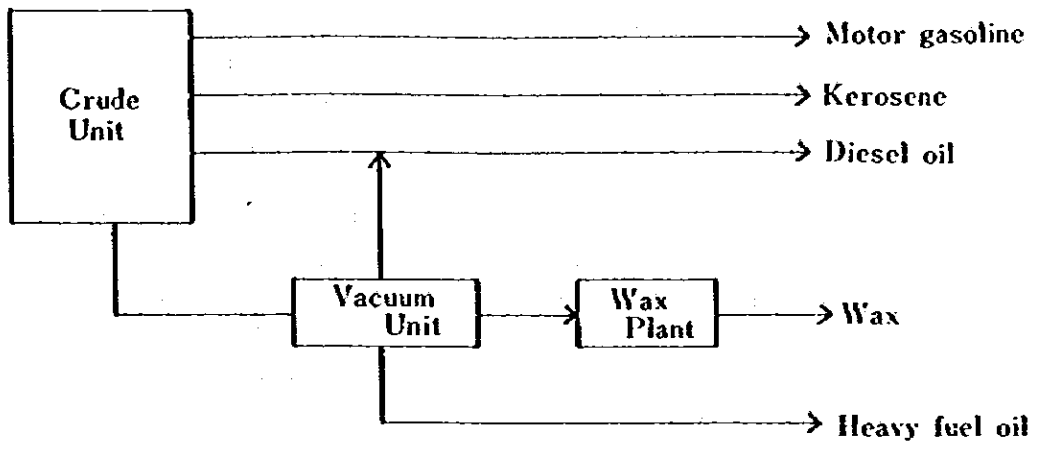 Crude
Unit
Motor gasoline
Kerosene
Diesel oil
Vacuum
Unit
Wax
Plant
Wax
Heavy fuel oil